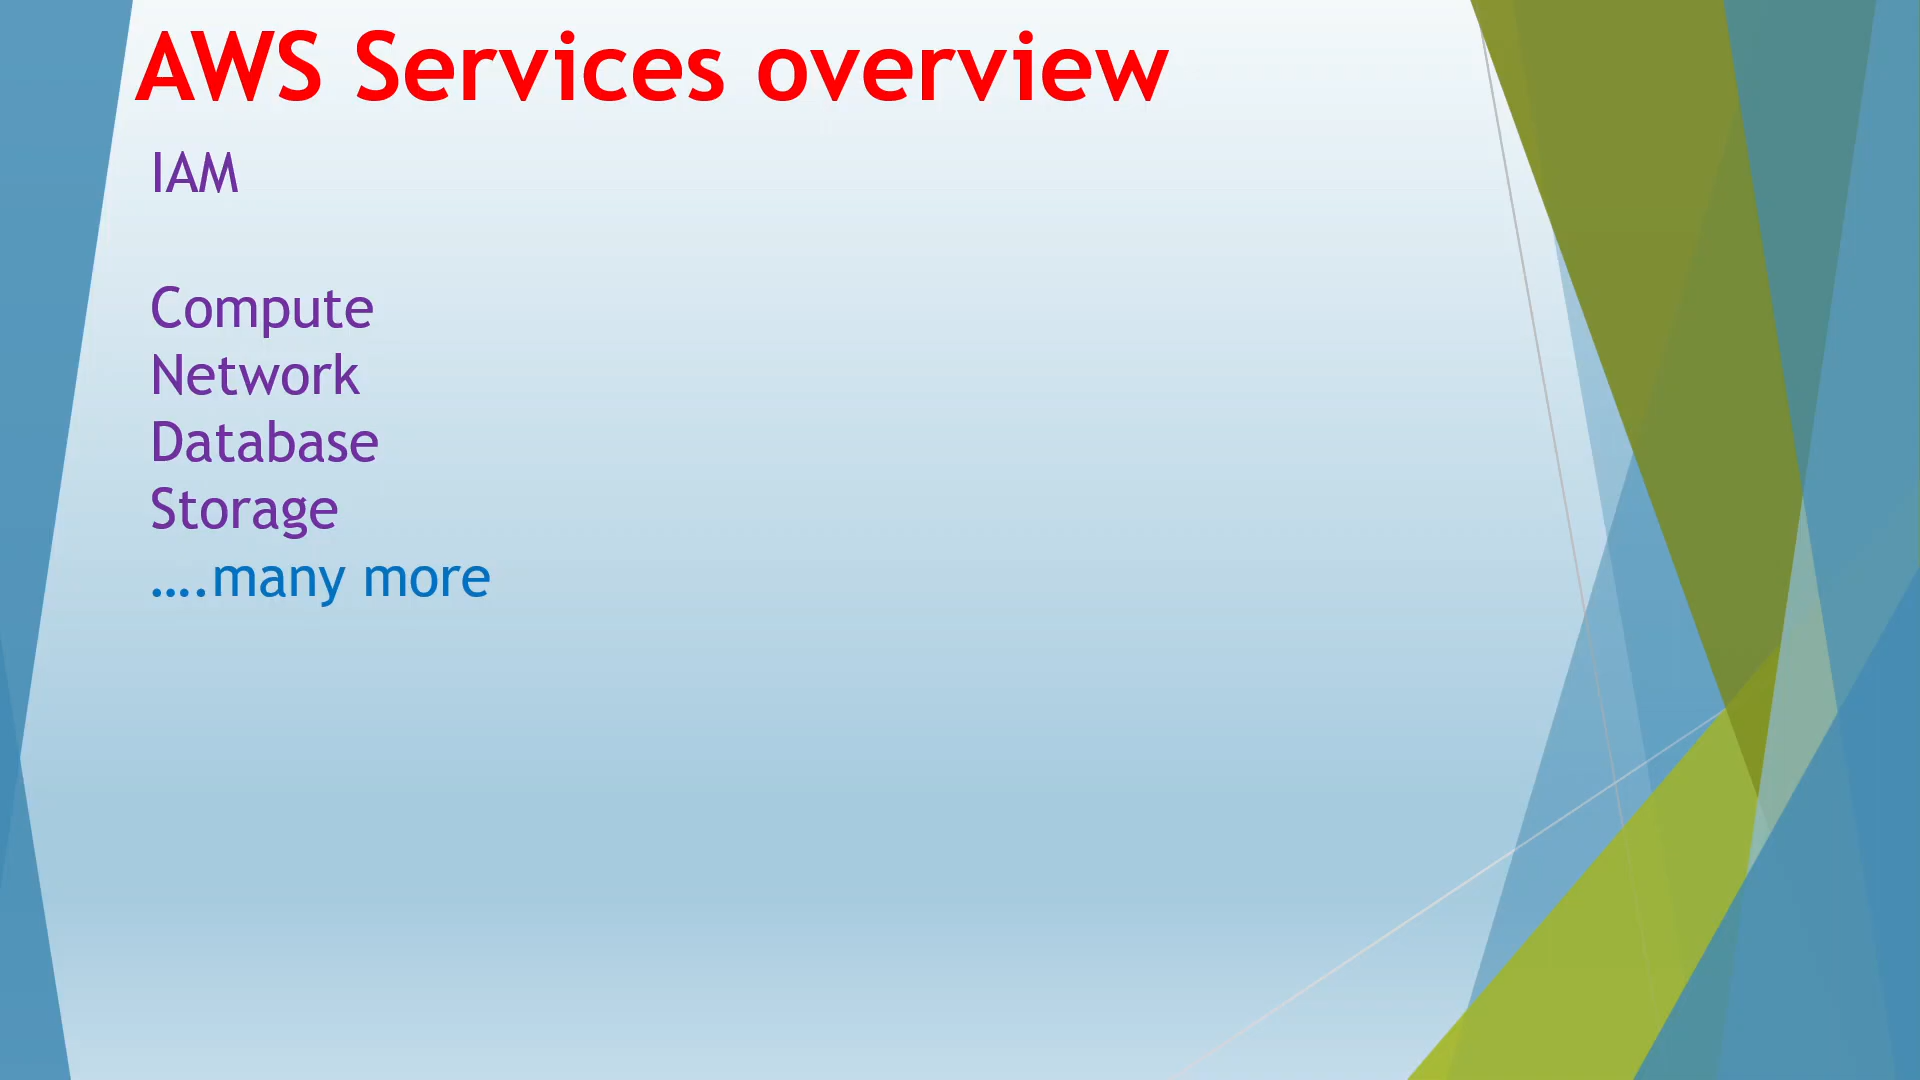 AWS Services overview
IAM
Compute
Network
Database
Storage
....many more